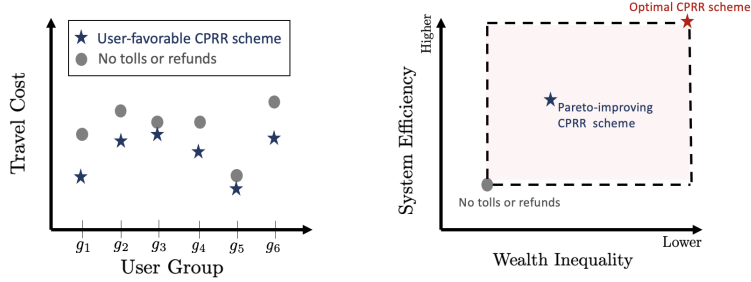 User-favorable CPRR scheme
No tolls or refunds
Travel Cost
g1 g2 g3 g4 g5 g6
User Group
Optimal CPRR scheme
Higher
System Efficiency
Pareto-improving
CPRR scheme
No tolls or refunds
Lower
Wealth Inequality